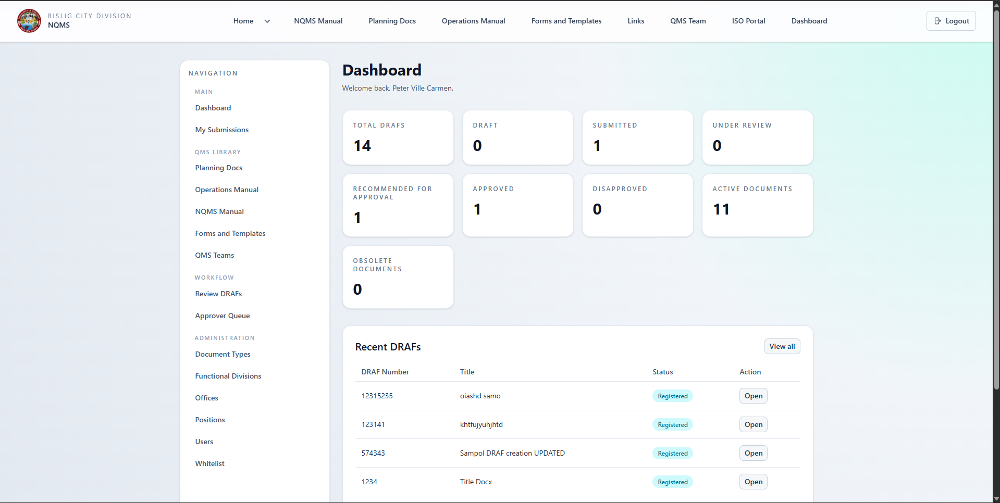 BISLIG CITY DIVISION
NQMS
Home
NQMS Manual
Planning Docs
Operations Manual
Forms and Templates
Links
QMS Team
ISO Portal
Dashboard
Logout
NAVIGATION
MAIN
Dashboard
My Submissions
QMS LIBRARY
Planning Docs
Operations Manual
NQMS Manual
Forms and Templates
QMS Teams
WORKFLOW
Review DRAFs
Approver Queue
ADMINISTRATION
Document Types
Functional Divisions
Offices
Positions
Users
Whitelist
Dashboard
Welcome back, Peter Ville Carmen.
TOTAL DRAFS
14
DRAFT
0
SUBMITTED
1
UNDER REVIEW
0
RECOMMENDED FOR
APPROVAL
1
APPROVED
1
DISAPPROVED
0
ACTIVE DOCUMENTS
11
OBSOLETE
DOCUMENTS
0
Recent DRAFs
View all
DRAF Number Title Status Action
12315235 oiashd samo Registered Open
123141 khtfujyuhjhtd Registered Open
574343 Sampol DRAF creation UPDATED Registered Open
1234 Title Docx Registered Open